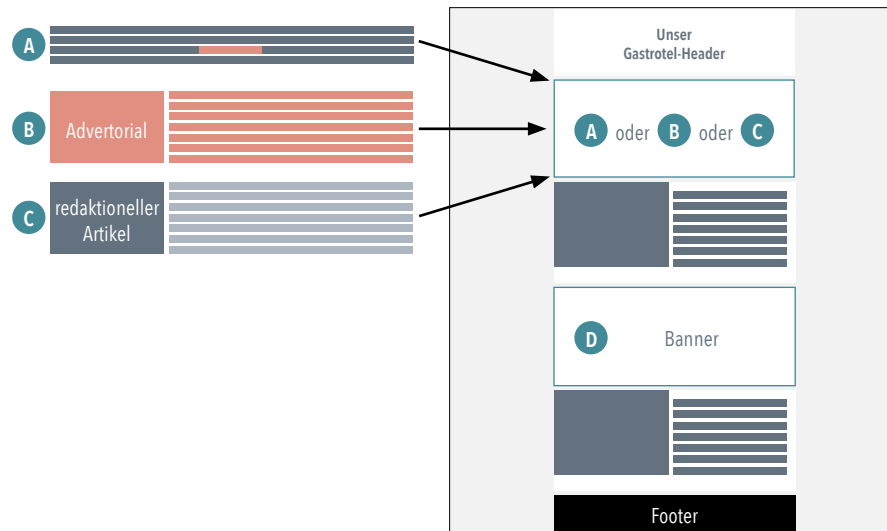 A
B
Advertorial
C
redaktioneller
Artikel
Unser
Gastrotel-Header
A oder B oder C
D Banner
Footer